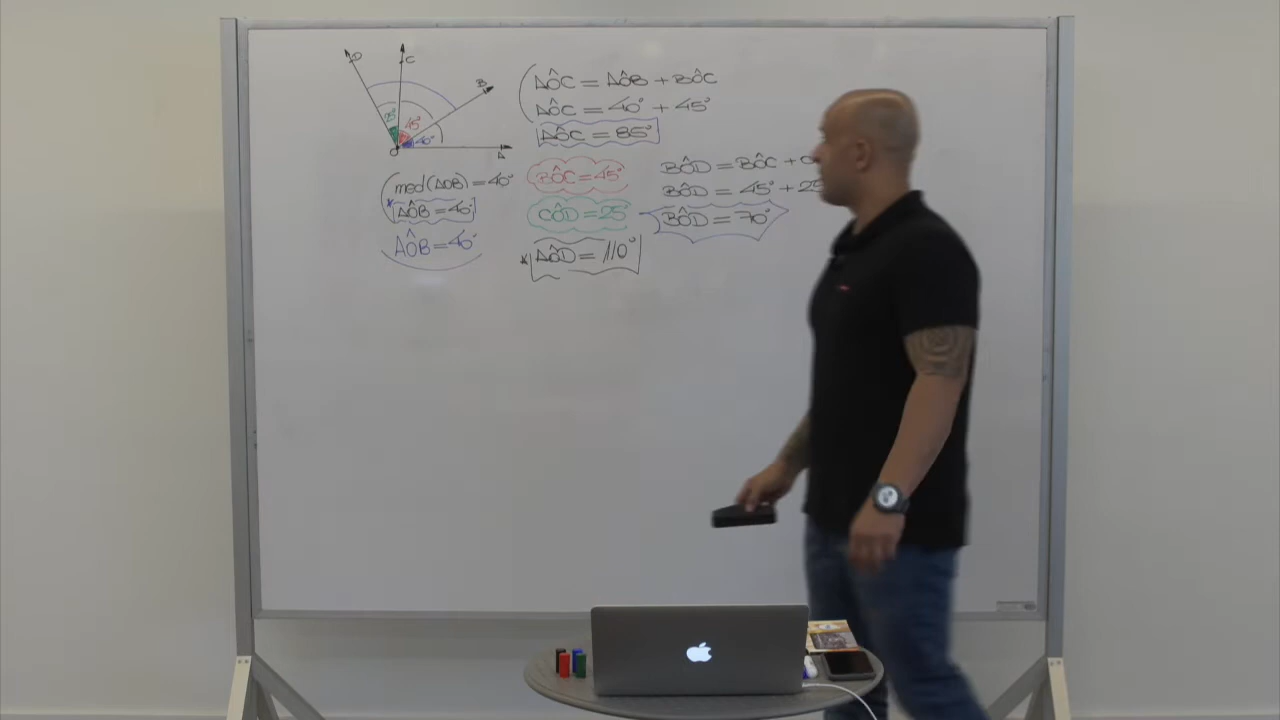 D
C
B
25°
45°
40°
O
A
med(AÔB) = 40°
* AÔB = 40°
AÔB = 40°
AÔC = AÔB + BÔC
AÔC = 40° + 45°
AÔC = 85°
BÔC = 45°
CÔD = 25°
* AÔD = 110°
BÔD = BÔC +
BÔD = 45° + 25
BÔD = 70°